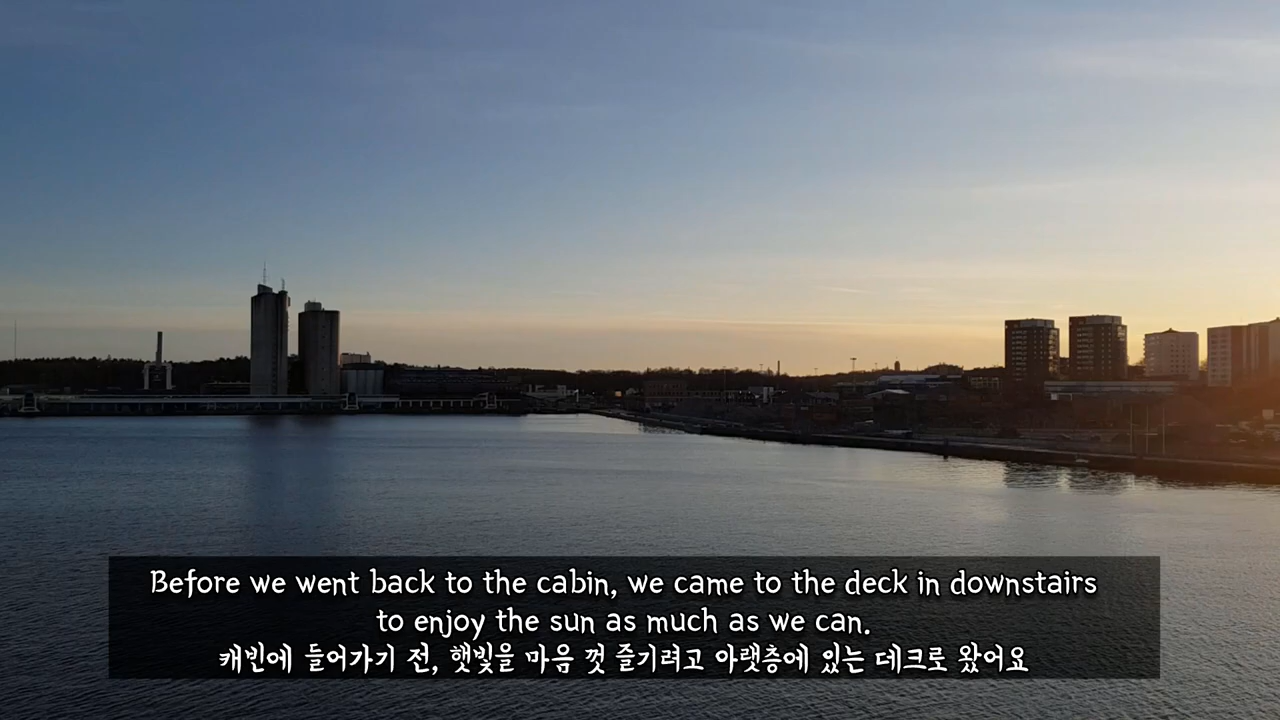 Before we went back to the cabin, we came to the deck in downstairs
to enjoy the sun as much as we can.
캐빈에 들어가기 전, 햇빛을 마음 껏 즐기려고 아랫층에 있는 데크로 왔어요